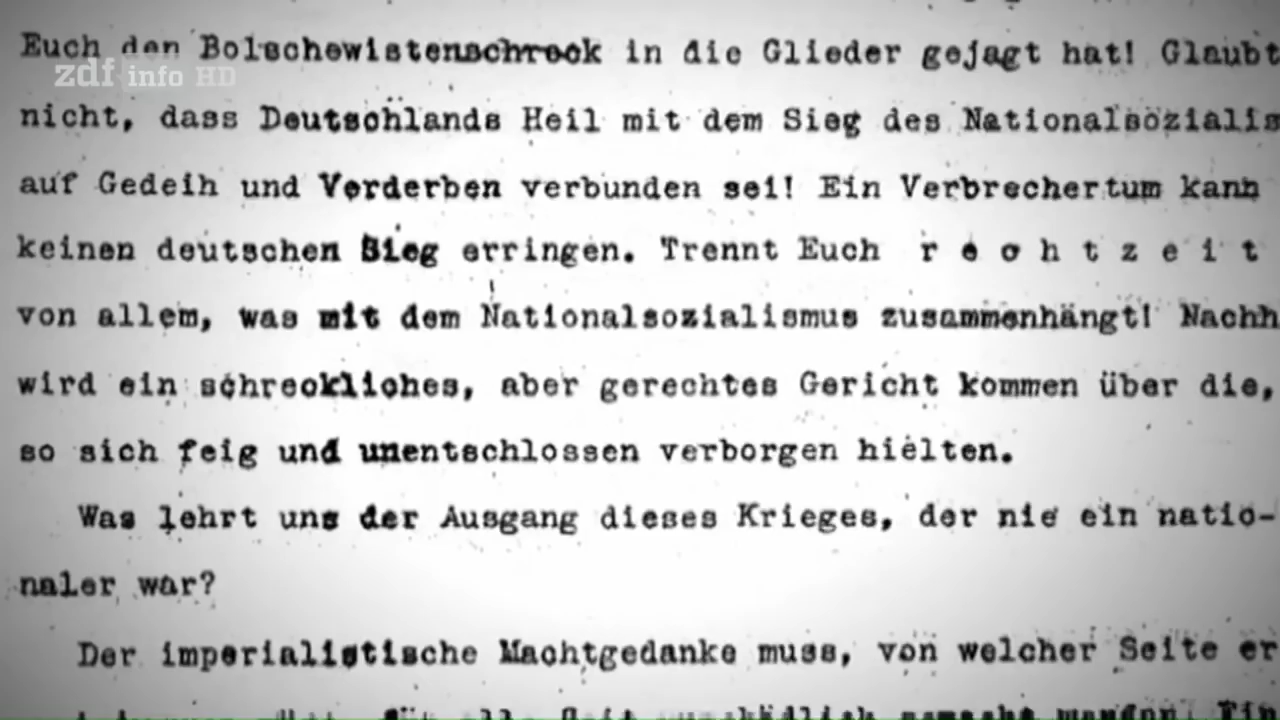 Euch den Bolschewistenschreck in die Glieder gejagt hat! Glaubt
zdf info HD
nicht, dass Deutschlands Heil mit dem Sieg des Nationalsozialis
auf Gedeih und Verderben verbunden sei! Ein Verbrechertum kann
keinen deutschen Sieg erringen. Trennt Euch r e c h t z e i t
von allem, was mit dem Nationalsozialismus zusammenhängt! Nachh
wird ein schreckliches, aber gerechtes Gericht kommen über die,
so sich feig und unentschlossen verborgen hielten.
Was lehrt uns der Ausgang dieses Krieges, der nie ein natio-
naler war?
Der imperialistische Machtgedanke muss, von welcher Seite er